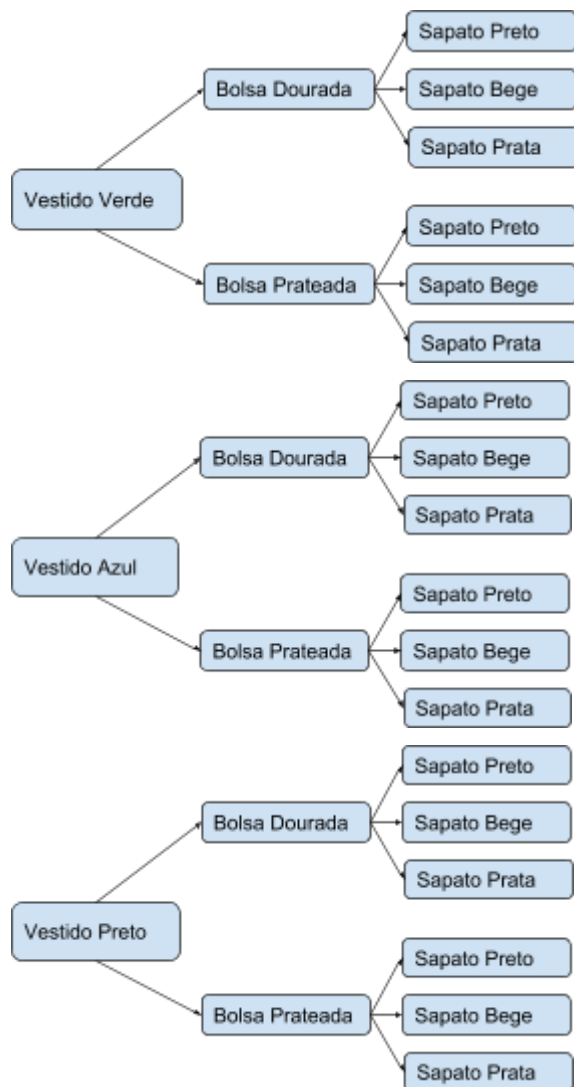 Sapato Preto
Bolsa Dourada
Sapato Bege
Sapato Prata
Vestido Verde
Sapato Preto
Bolsa Prateada
Sapato Bege
Sapato Prata
Sapato Preto
Bolsa Dourada
Sapato Bege
Sapato Prata
Vestido Azul
Sapato Preto
Bolsa Prateada
Sapato Bege
Sapato Prata
Sapato Preto
Bolsa Dourada
Sapato Bege
Sapato Prata
Vestido Preto
Sapato Preto
Bolsa Prateada
Sapato Bege
Sapato Prata